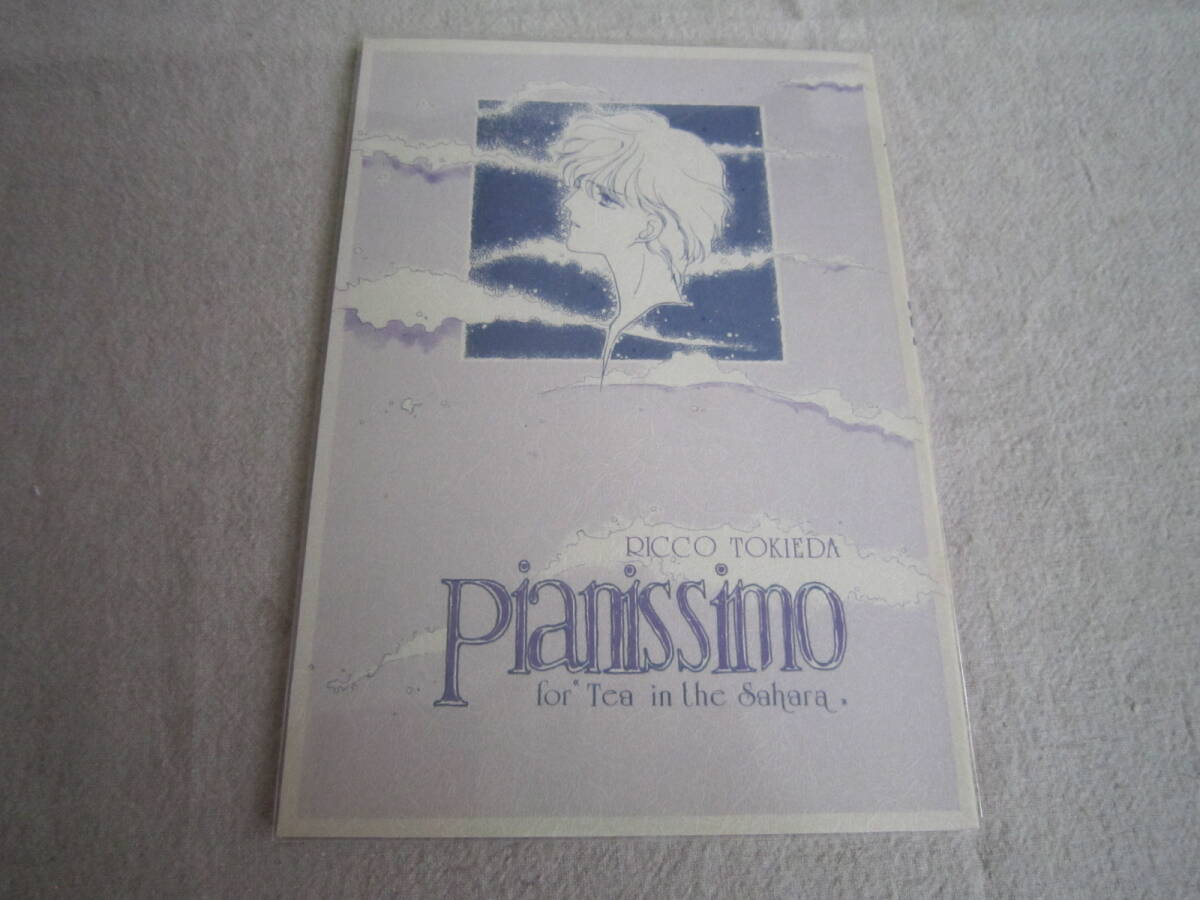 RICCO TOKIEDA
Pianissimo
for "Tea in the Sahara"